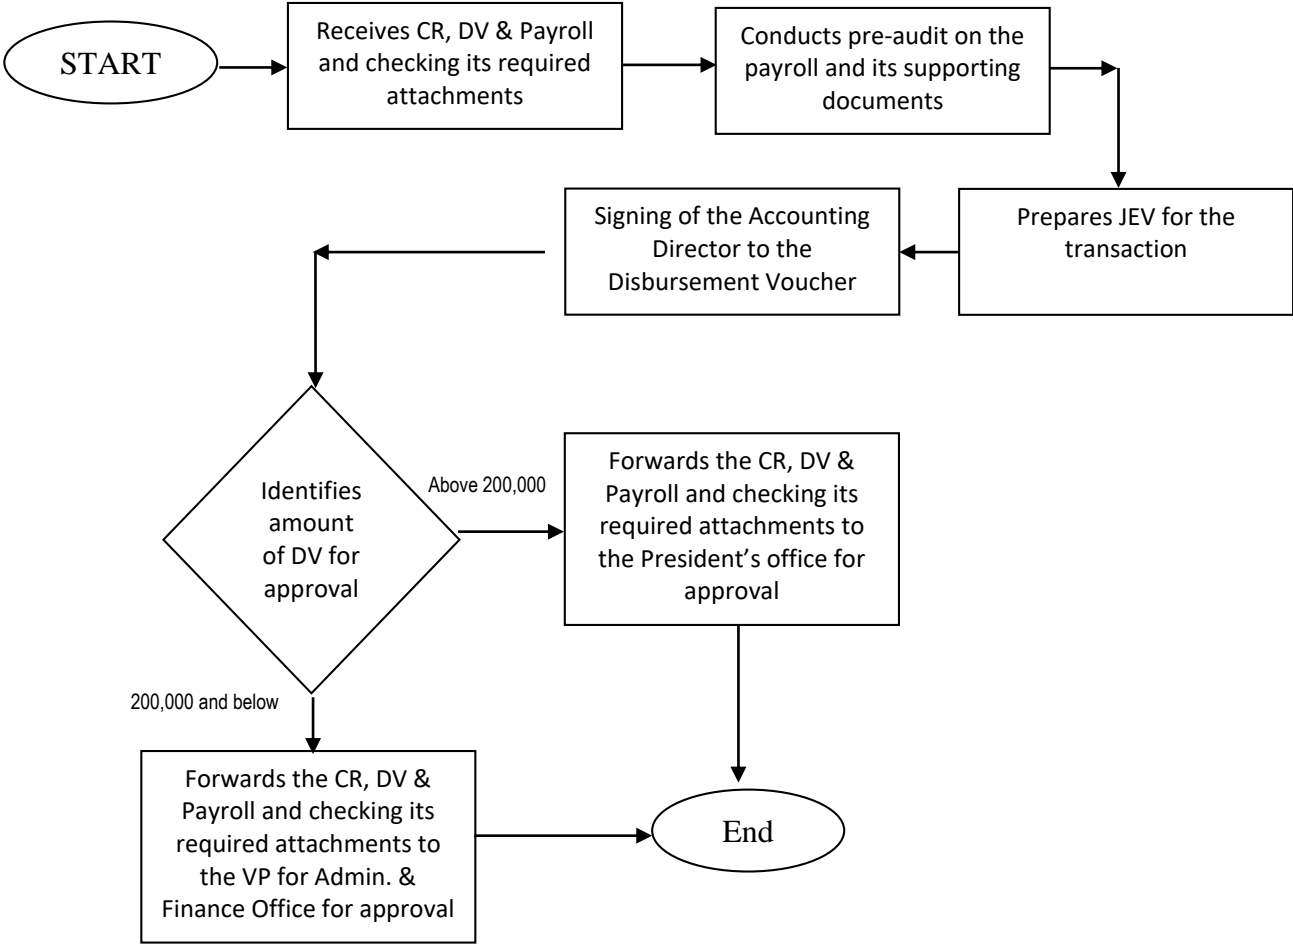 START
Receives CR, DV & Payroll
and checking its required
attachments
Conducts pre-audit on the
payroll and its supporting
documents
Prepares JEV for the
transaction
Signing of the Accounting
Director to the
Disbursement Voucher
Identifies
amount
of DV for
approval
Above 200,000
Forwards the CR, DV &
Payroll and checking its
required attachments to
the President’s office for
approval
200,000 and below
Forwards the CR, DV &
Payroll and checking its
required attachments to
the VP for Admin. &
Finance Office for approval
End